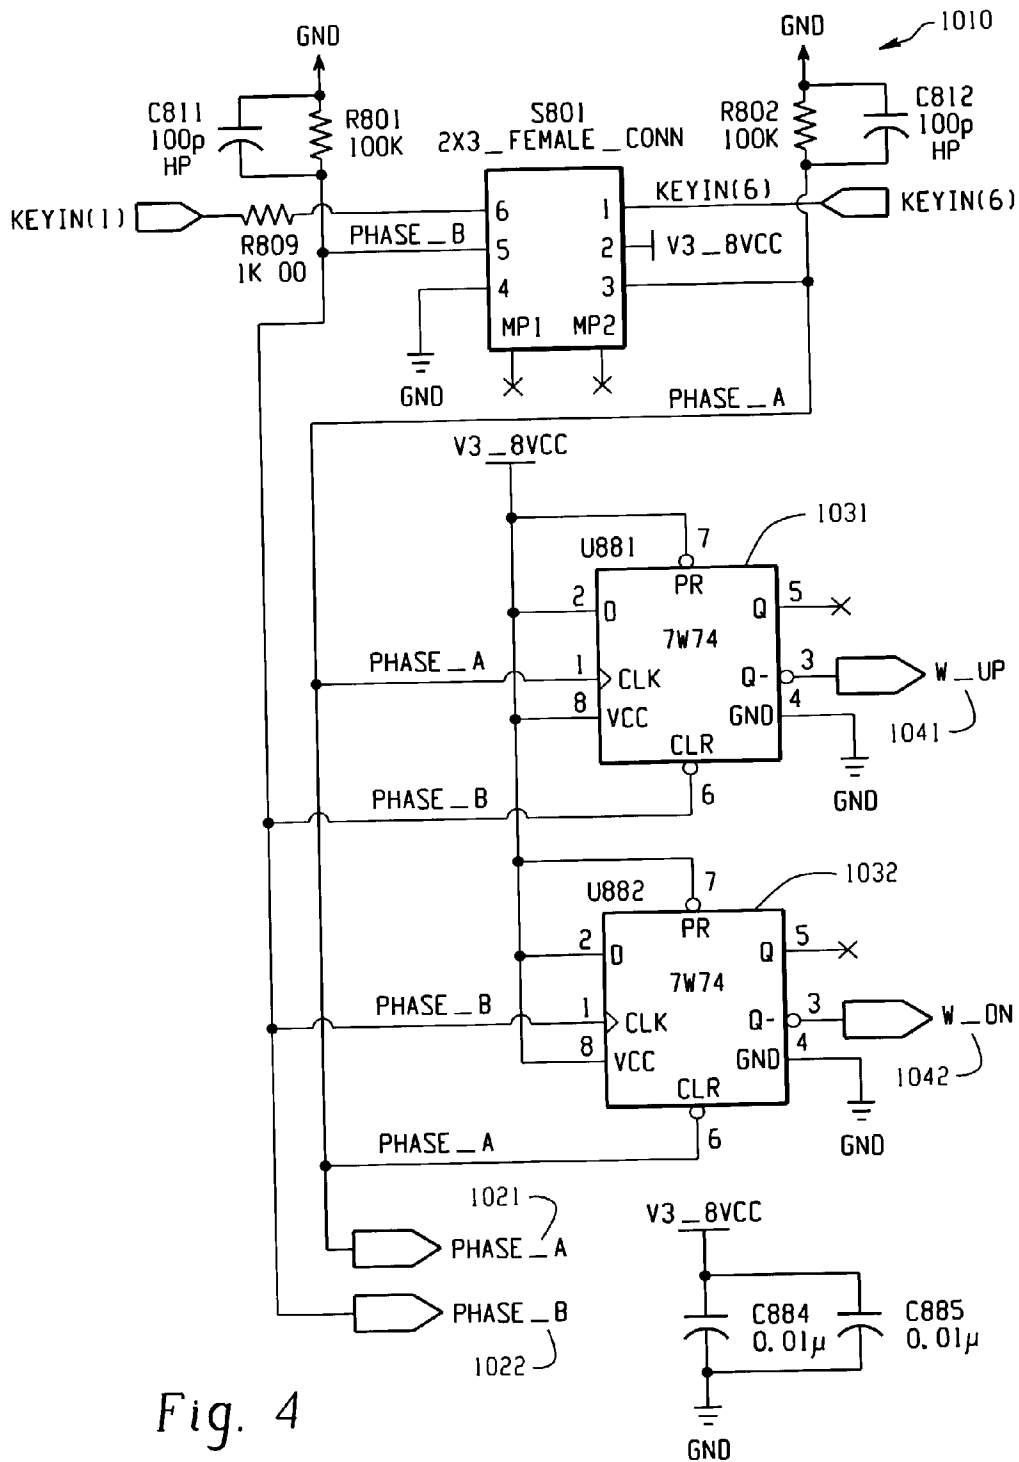 GND
GND
1010
C811
100p
HP
R801
100K
S801
2X3_FEMALE_CONN
R802
100K
C812
100p
HP
KEYIN(1)
R809
1K 00
PHASE_B
6
5
4
1
2
3
MP1
MP2
KEYIN(6)
KEYIN(6)
V3_8VCC
GND
PHASE_A
V3_8VCC
1031
U881
7
PR
2
D
7W74
Q
5
PHASE_A
1
CLK
Q-
3
W_UP
8
VCC
GND
4
1041
CLR
6
GND
PHASE_B
1032
U882
7
PR
2
D
7W74
Q
5
PHASE_B
1
CLK
Q-
3
W_DN
8
VCC
GND
4
1042
CLR
6
GND
PHASE_A
1021
PHASE_A
PHASE_B
1022
V3_8VCC
C884
0.01µ
C885
0.01µ
GND
Fig. 4